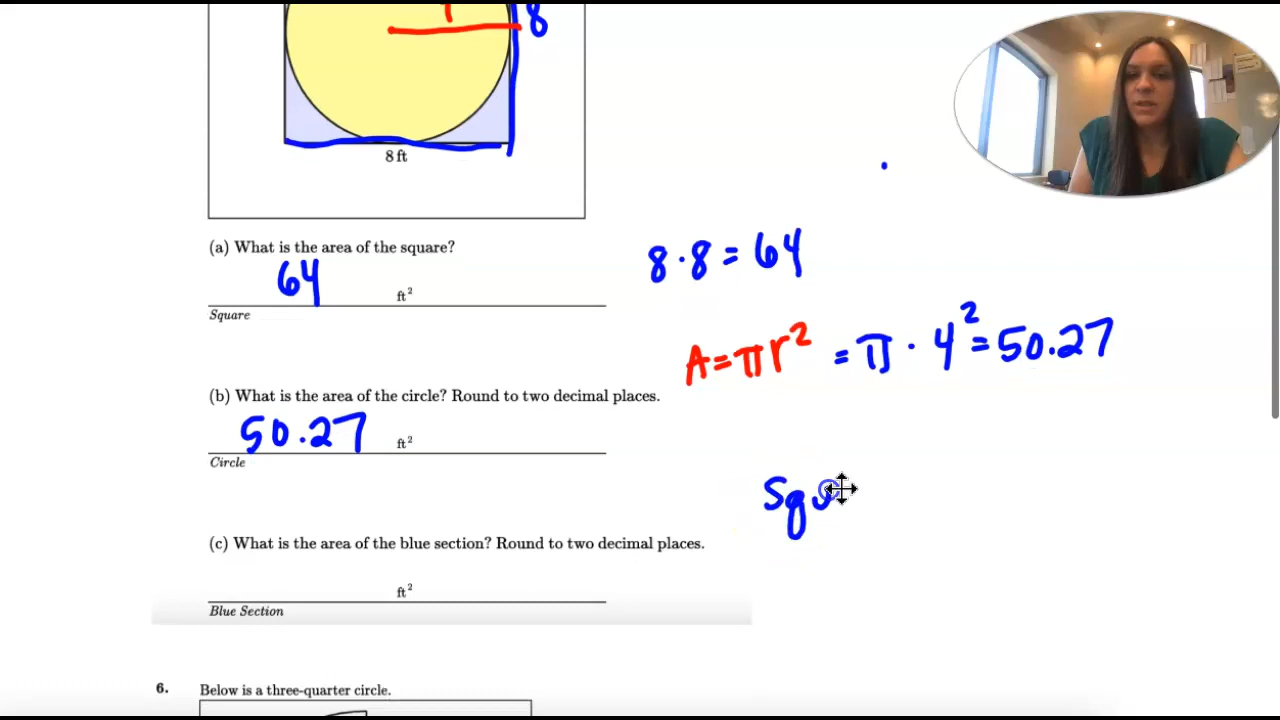 8
8 ft
(a) What is the area of the square?
8 · 8 = 64
64 ft²
Square
A = πr² = π · 4² = 50.27
(b) What is the area of the circle? Round to two decimal places.
50.27 ft²
Circle
Squ
(c) What is the area of the blue section? Round to two decimal places.
ft²
Blue Section
6. Below is a three-quarter circle.